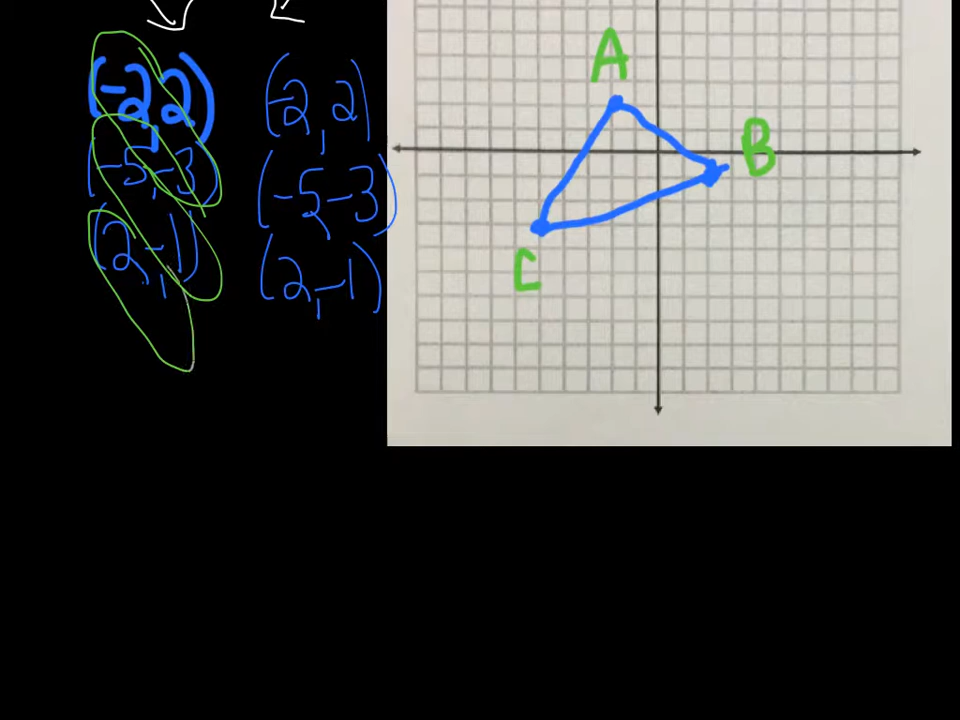 (-2,2) (-2,2)
(-5,-3) (-5,-3)
(2,-1) (2,-1)
A
B
C